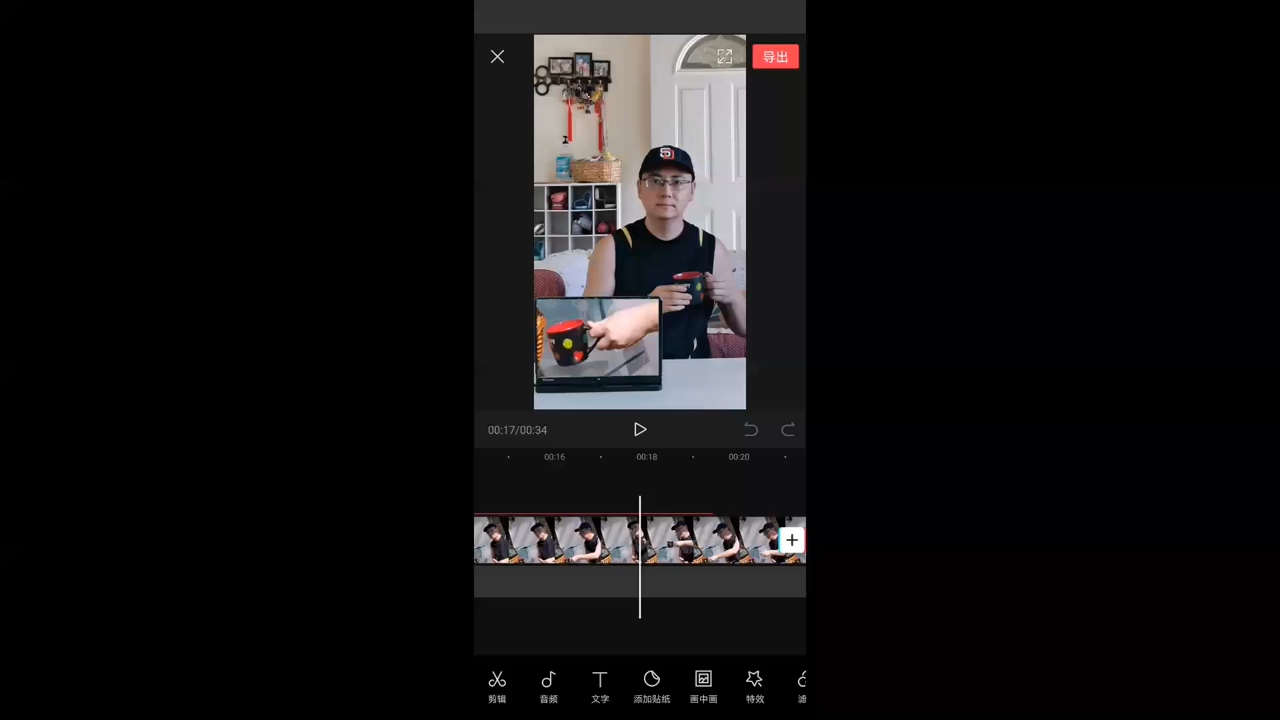 导出
00:17/00:34
00:16
00:18
00:20
剪辑
音频
文字
添加贴纸
画中画
特效
滤